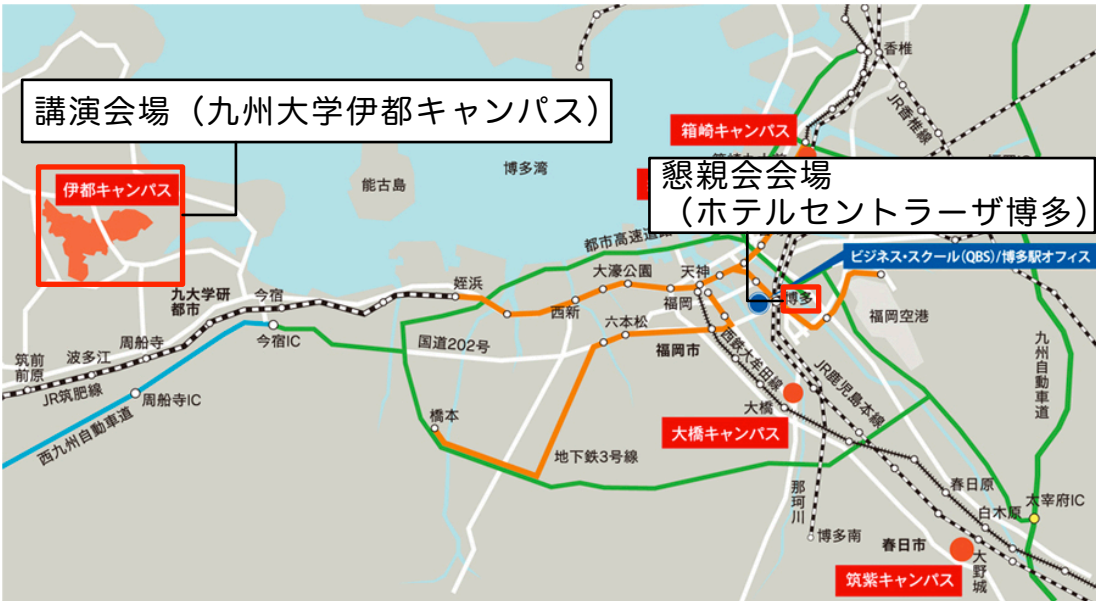 香椎
JR香椎線
講演会場（九州大学伊都キャンパス）
箱崎キャンパス
博多湾
能古島
伊都キャンパス
懇親会会場
（ホテルセントラーザ博多）
都市高速道路
ビジネス・スクール(QBS)/博多駅オフィス
大濠公園
天神
姪浜
九大学研
都市
今宿
西新
福岡
博多
福岡空港
六本松
周船寺
今宿IC
国道202号
福岡市
西鉄大牟田線
九州自動車道
筑前
前原
波多江
JR筑肥線
周船寺IC
JR鹿児島本線
西九州自動車道
橋本
大橋
大橋キャンパス
地下鉄3号線
那珂川
春日原
太宰府IC
白木原
博多南
春日市
大野城
筑紫キャンパス